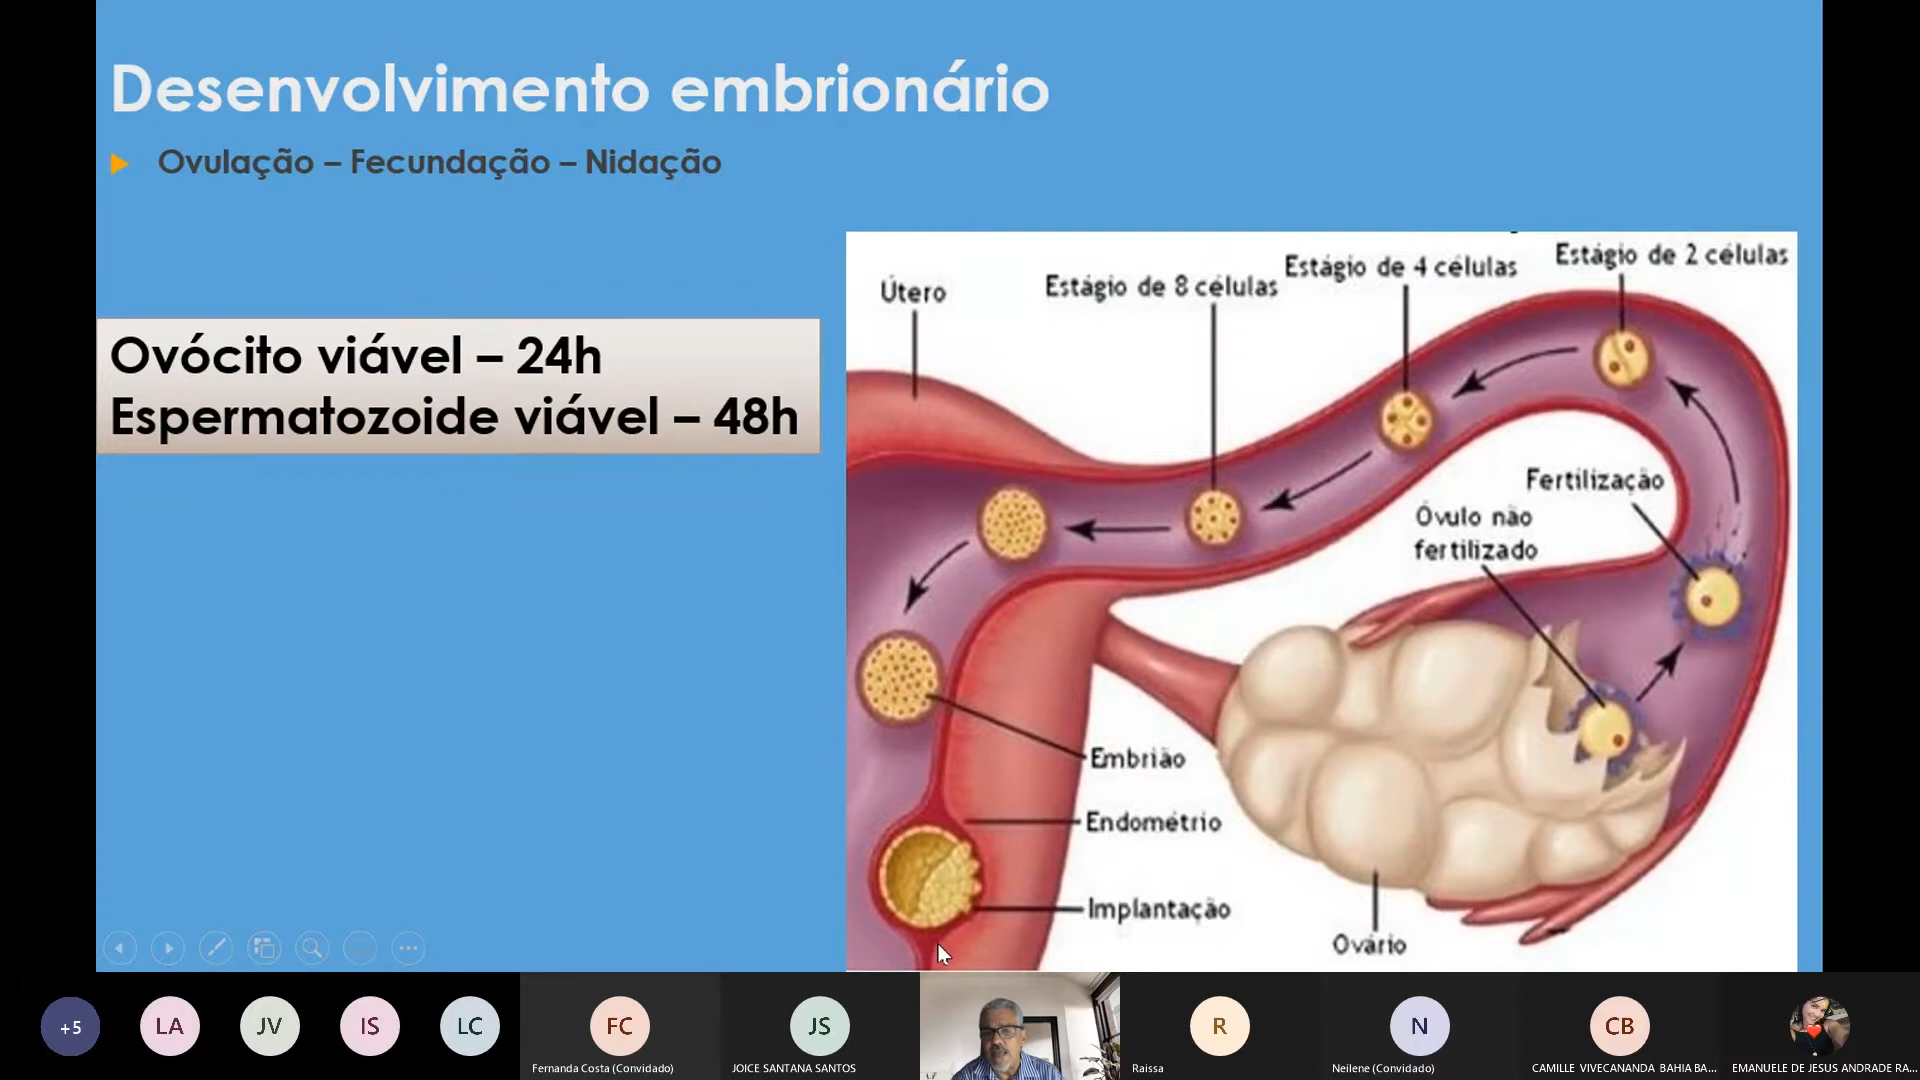 Desenvolvimento embrionário
Ovulação – Fecundação – Nidação
Ovócito viável – 24h
Espermatozoide viável – 48h
Útero
Estágio de 8 células
Estágio de 4 células
Estágio de 2 células
Fertilização
Óvulo não
fertilizado
Embrião
Endométrio
Implantação
Ovário
+5
LA
JV
IS
LC
FC
JS
R
N
CB
Fernanda Costa (Convidado)
JOICE SANTANA SANTOS
Raissa
Neilene (Convidado)
CAMILLE VIVECANANDA BAHIA BA...
EMANUELE DE JESUS ANDRADE RA...